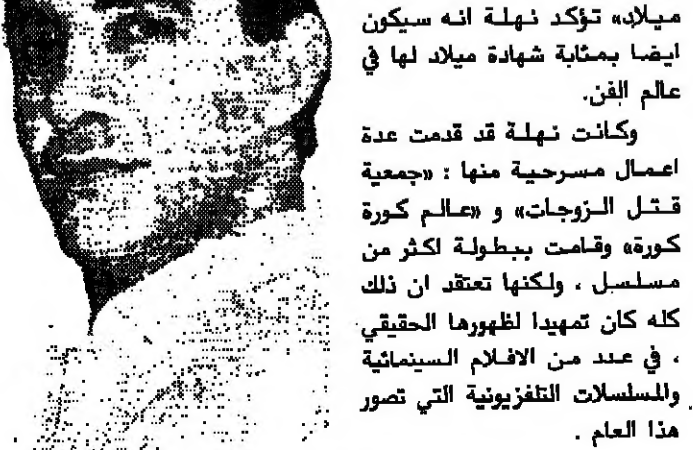 ميلاد» تؤكد نهلة انه سيكون
ايضا بمثابة شهادة ميلاد لها في
عالم الفن.
وكانت نهلة قد قدمت عدة
اعمال مسرحية منها : «جمعية
قتل الزوجات» و «عالم كورة
كورة» وقامت ببطولة اكثر من
مسلسل ، ولكنها تعتقد ان ذلك
كله كان تمهيدا لظهورها الحقيقي
، في عدد من الافلام السينمائية
والمسلسلات التلفزيونية التي تصور
هذا العام .